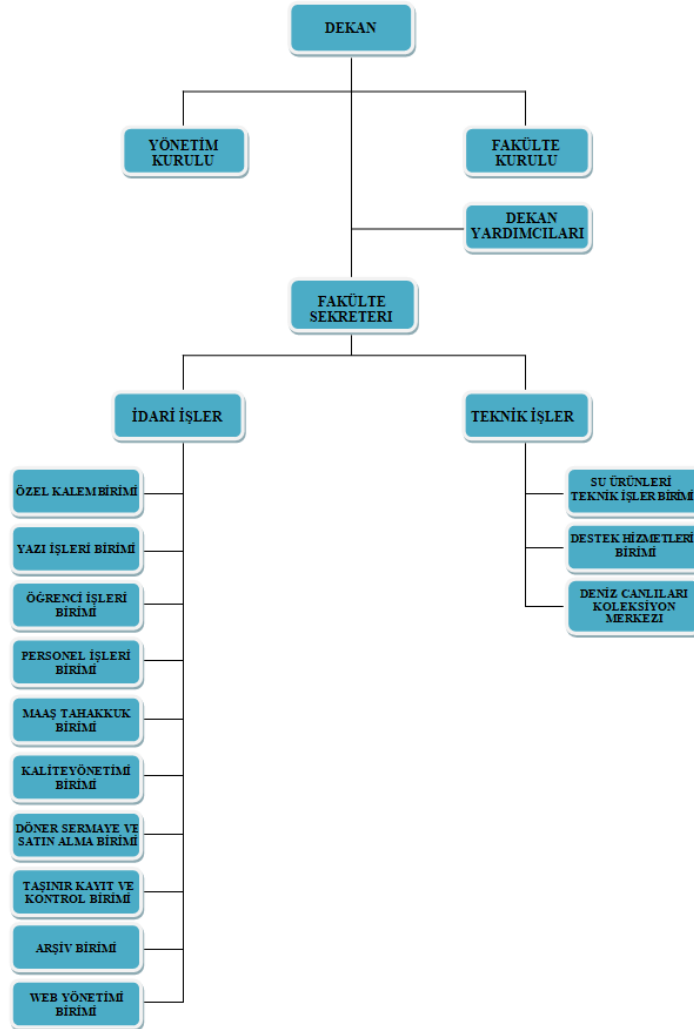 DEKAN
YÖNETİM
KURULU
FAKÜLTE
KURULU
DEKAN
YARDIMCILARI
FAKÜLTE
SEKRETERI
İDARİ İŞLER
TEKNİK İŞLER
ÖZEL KALEM BİRİMİ
YAZI İŞLERİ BİRİMİ
ÖĞRENCİ İŞLERİ
BİRİMİ
PERSONEL İŞLERİ
BİRİMİ
MAAŞ TAHAKKUK
BİRİMİ
KALİTEYÖNETİMİ
BİRİMİ
DÖNER SERMAYE VE
SATIN ALMA BİRİMİ
TAŞINIR KAYIT VE
KONTROL BİRİMİ
ARŞİV BİRİMİ
WEB YÖNETİMİ
BİRİMİ
SU ÜRÜNLERİ
TEKNİK İŞLER BİRİMİ
DESTEK HİZMETLERİ
BİRİMİ
DENİZ CANLILARI
KOLEKSİYON
MERKEZI